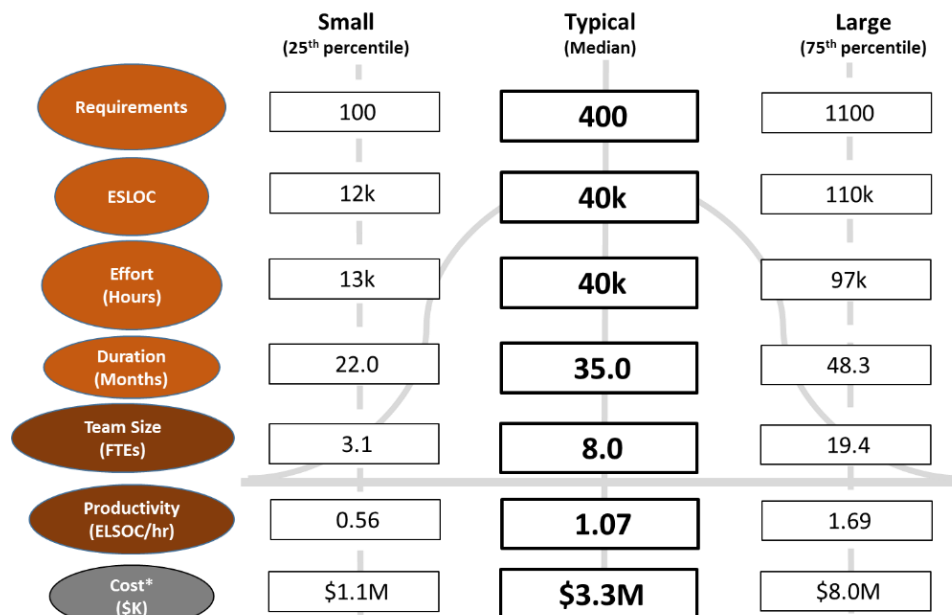 Small Typical Large
(25th percentile) (Median) (75th percentile)
Requirements 100 400 1100
ESLOC 12k 40k 110k
Effort
(Hours) 13k 40k 97k
Duration
(Months) 22.0 35.0 48.3
Team Size
(FTEs) 3.1 8.0 19.4
Productivity
(ELSOC/hr) 0.56 1.07 1.69
Cost*
($K) $1.1M $3.3M $8.0M